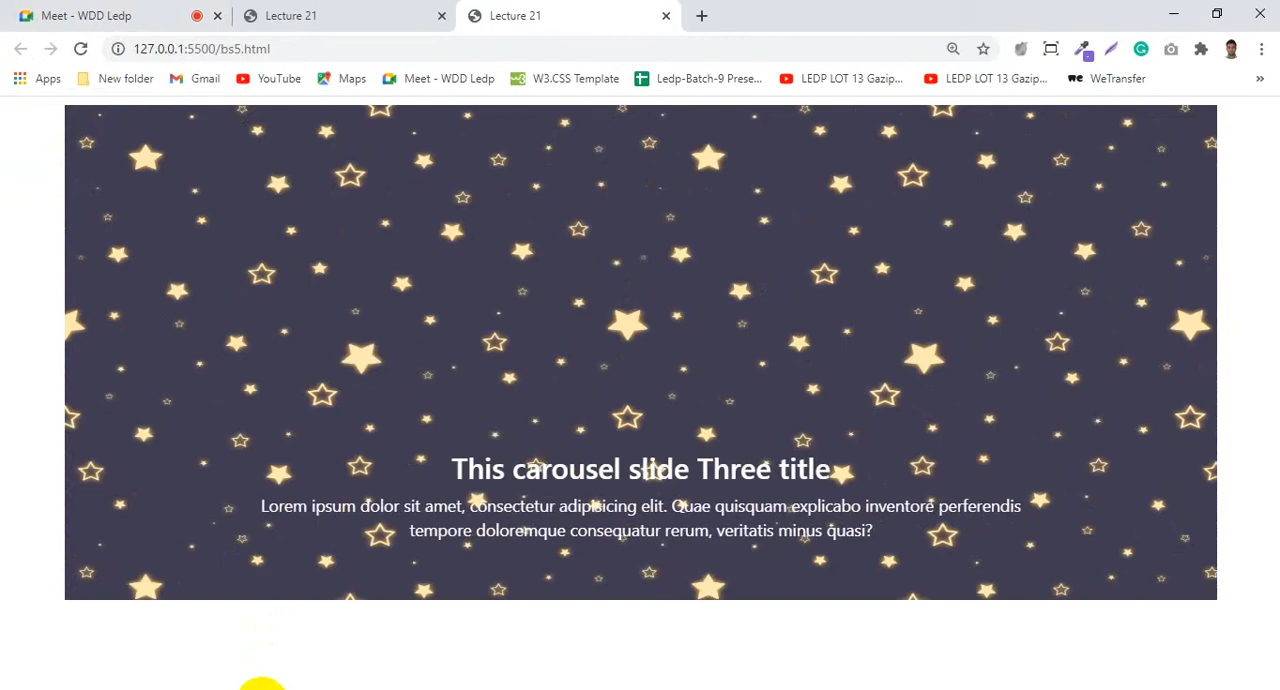 Meet - WDD Ledp
Lecture 21
Lecture 21
127.0.0.1:5500/bs5.html
Apps
New folder
Gmail
YouTube
Maps
Meet - WDD Ledp
W3.CSS Template
Ledp-Batch-9 Prese...
LEDP LOT 13 Gazip...
LEDP LOT 13 Gazip...
WeTransfer
This carousel slide Three title
Lorem ipsum dolor sit amet, consectetur adipisicing elit. Quae quisquam explicabo inventore perferendis
tempore doloremque consequatur rerum, veritatis minus quasi?